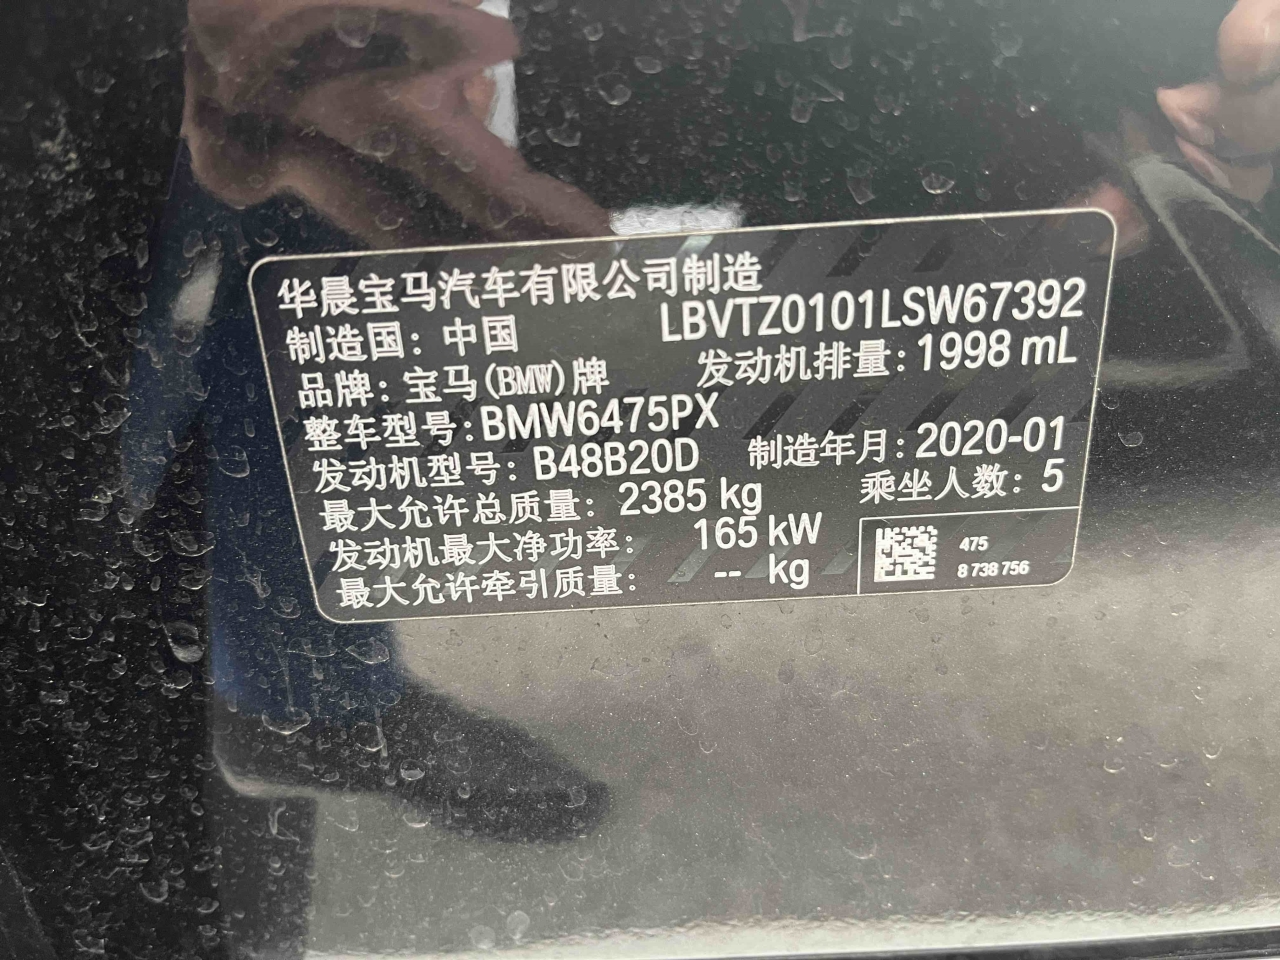 华晨宝马汽车有限公司制造
制造国：中国 LBVTZ0101LSW67392
品牌：宝马(BMW)牌 发动机排量：1998 mL
整车型号：BMW6475PX
发动机型号：B48B20D 制造年月：2020-01
最大允许总质量：2385 kg 乘坐人数：5
发动机最大净功率：165 kW
最大允许牵引质量：-- kg
475
8 738 756